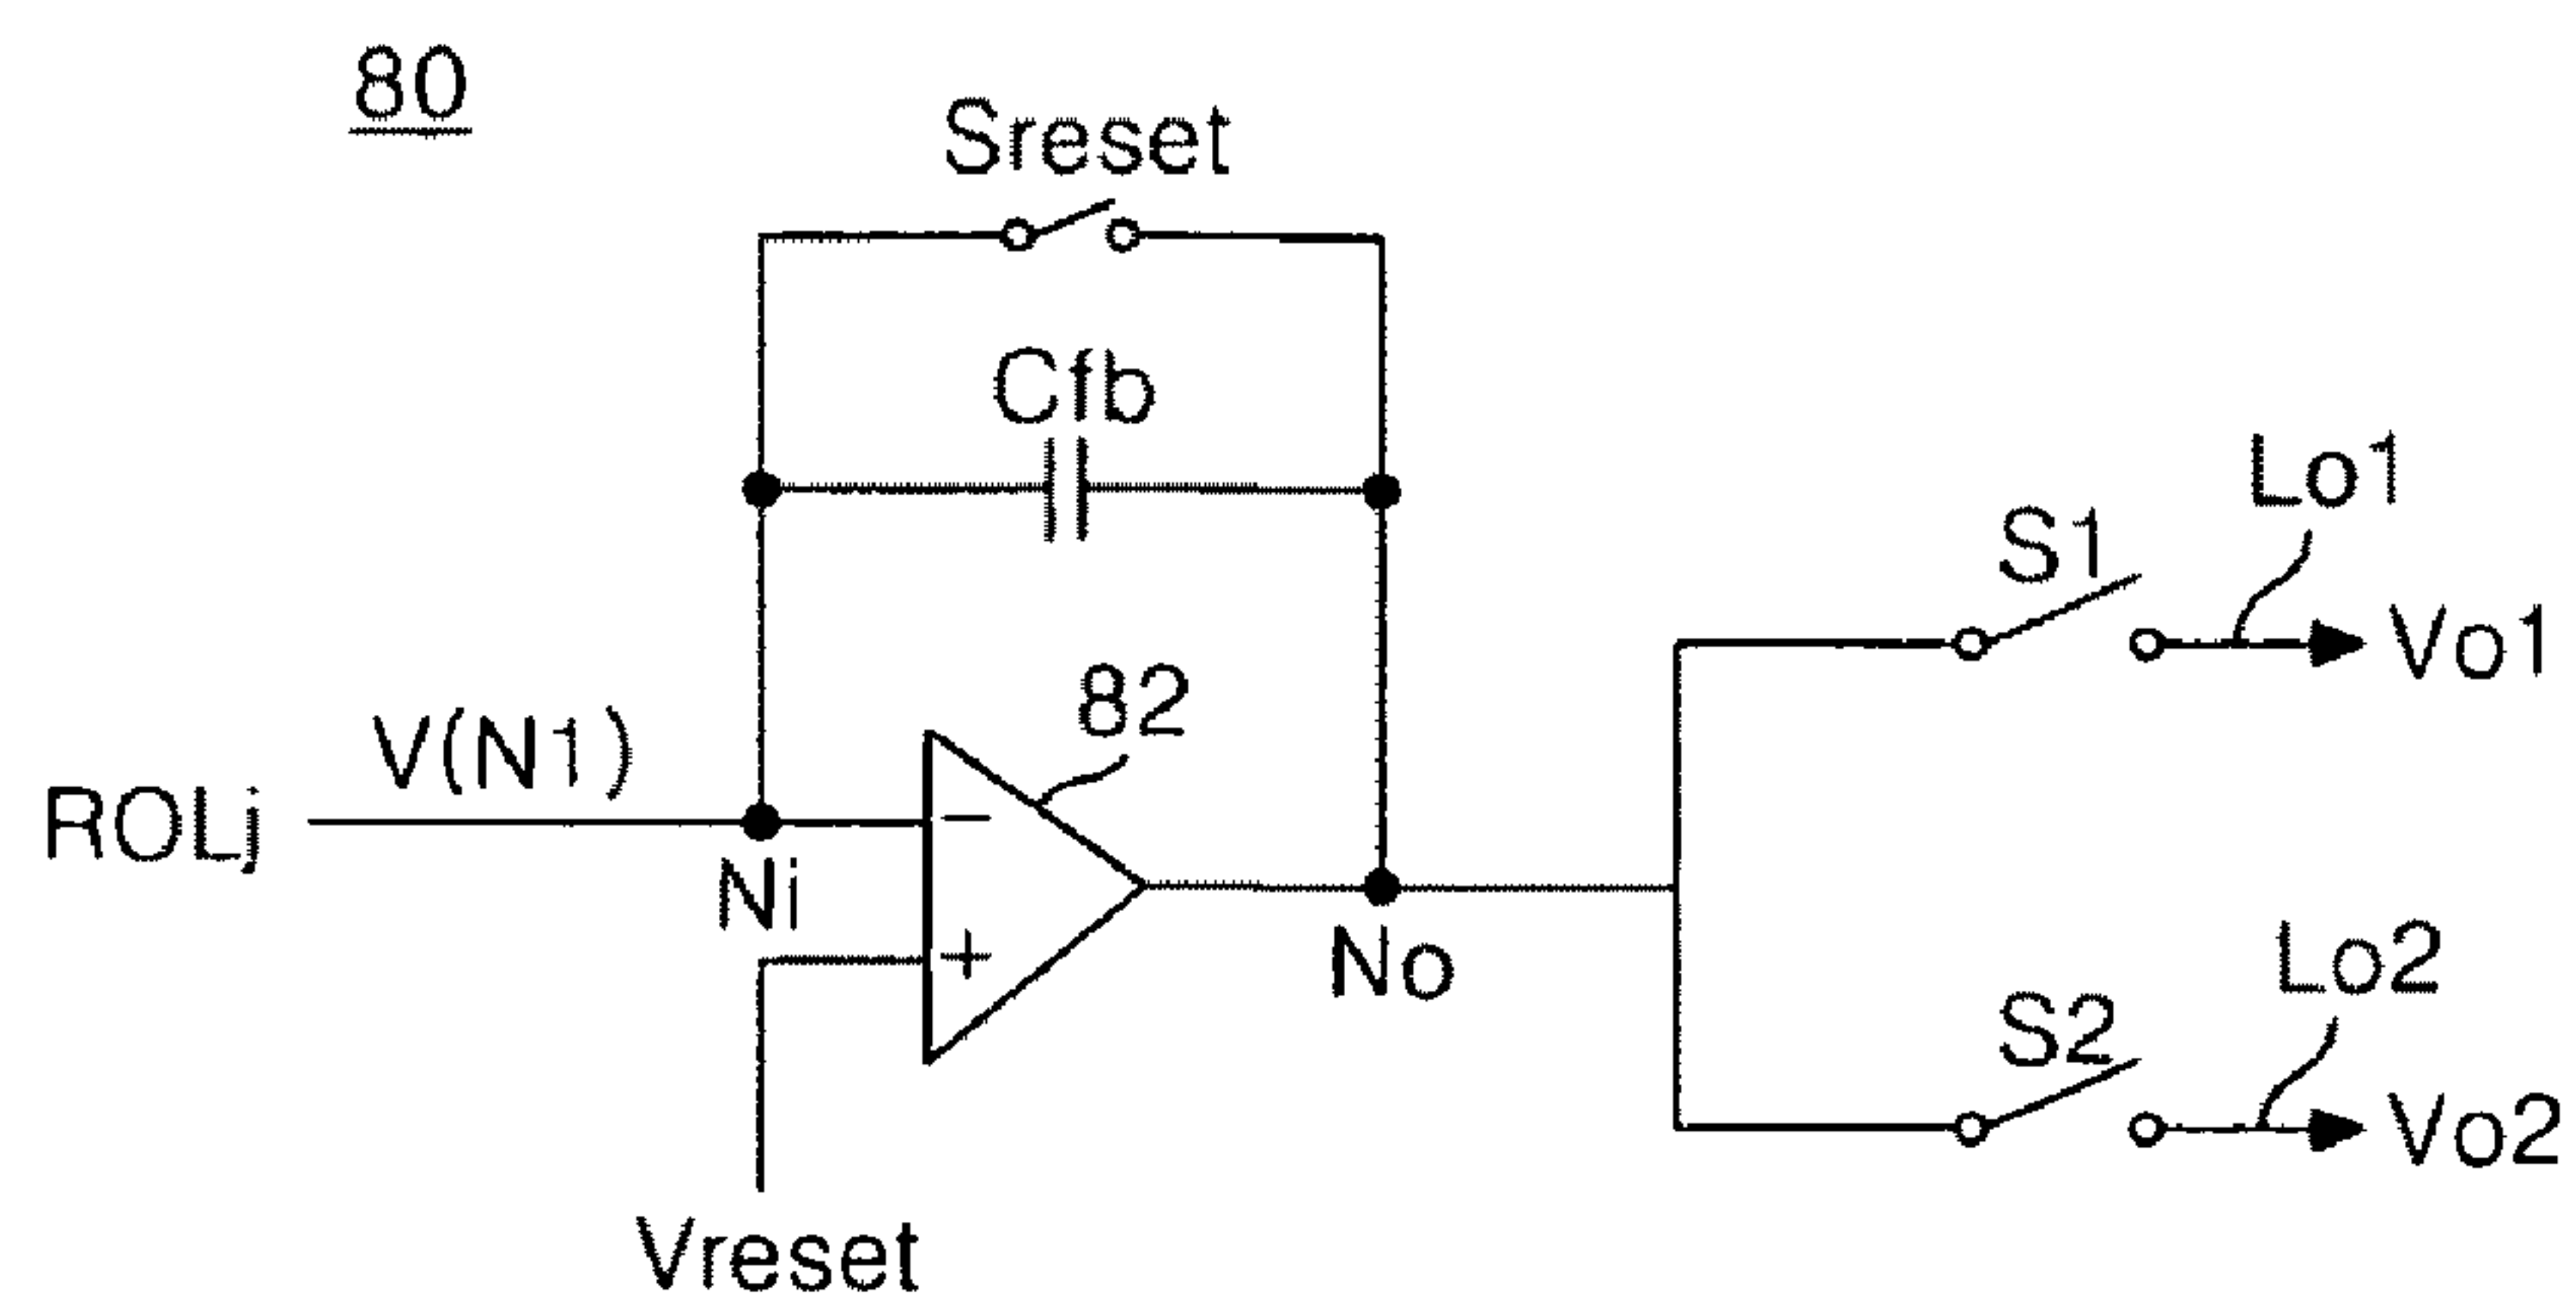 80
Sreset
Cfb
Lo1
S1
Vo1
82
V(N1)
ROLj
−
Ni
+
No
Lo2
S2
Vo2
Vreset